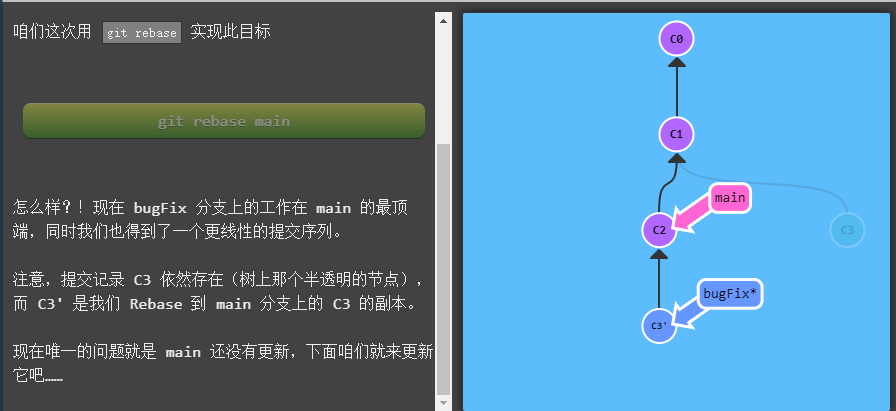 咱们这次用 git rebase 实现此目标
git rebase main
怎么样？！现在 bugFix 分支上的工作在 main 的最顶
端，同时我们也得到了一个更线性的提交序列。
注意，提交记录 C3 依然存在（树上那个半透明的节点），
而 C3' 是我们 Rebase 到 main 分支上的 C3 的副本。
现在唯一的问题就是 main 还没有更新，下面咱们就来更新
它吧……
C0
C1
main
C2
C3
bugFix*
C3'